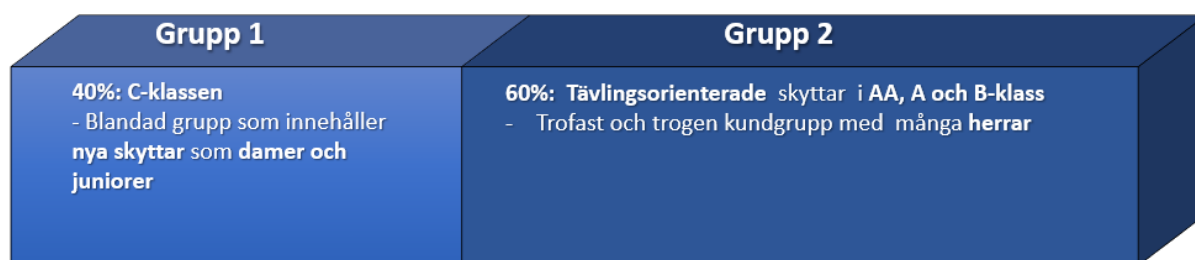 Grupp 1
40%: C-klassen
- Blandad grupp som innehåller
nya skyttar som damer och
juniorer
Grupp 2
60%: Tävlingsorienterade skyttar i AA, A och B-klass
- Trofast och trogen kundgrupp med många herrar